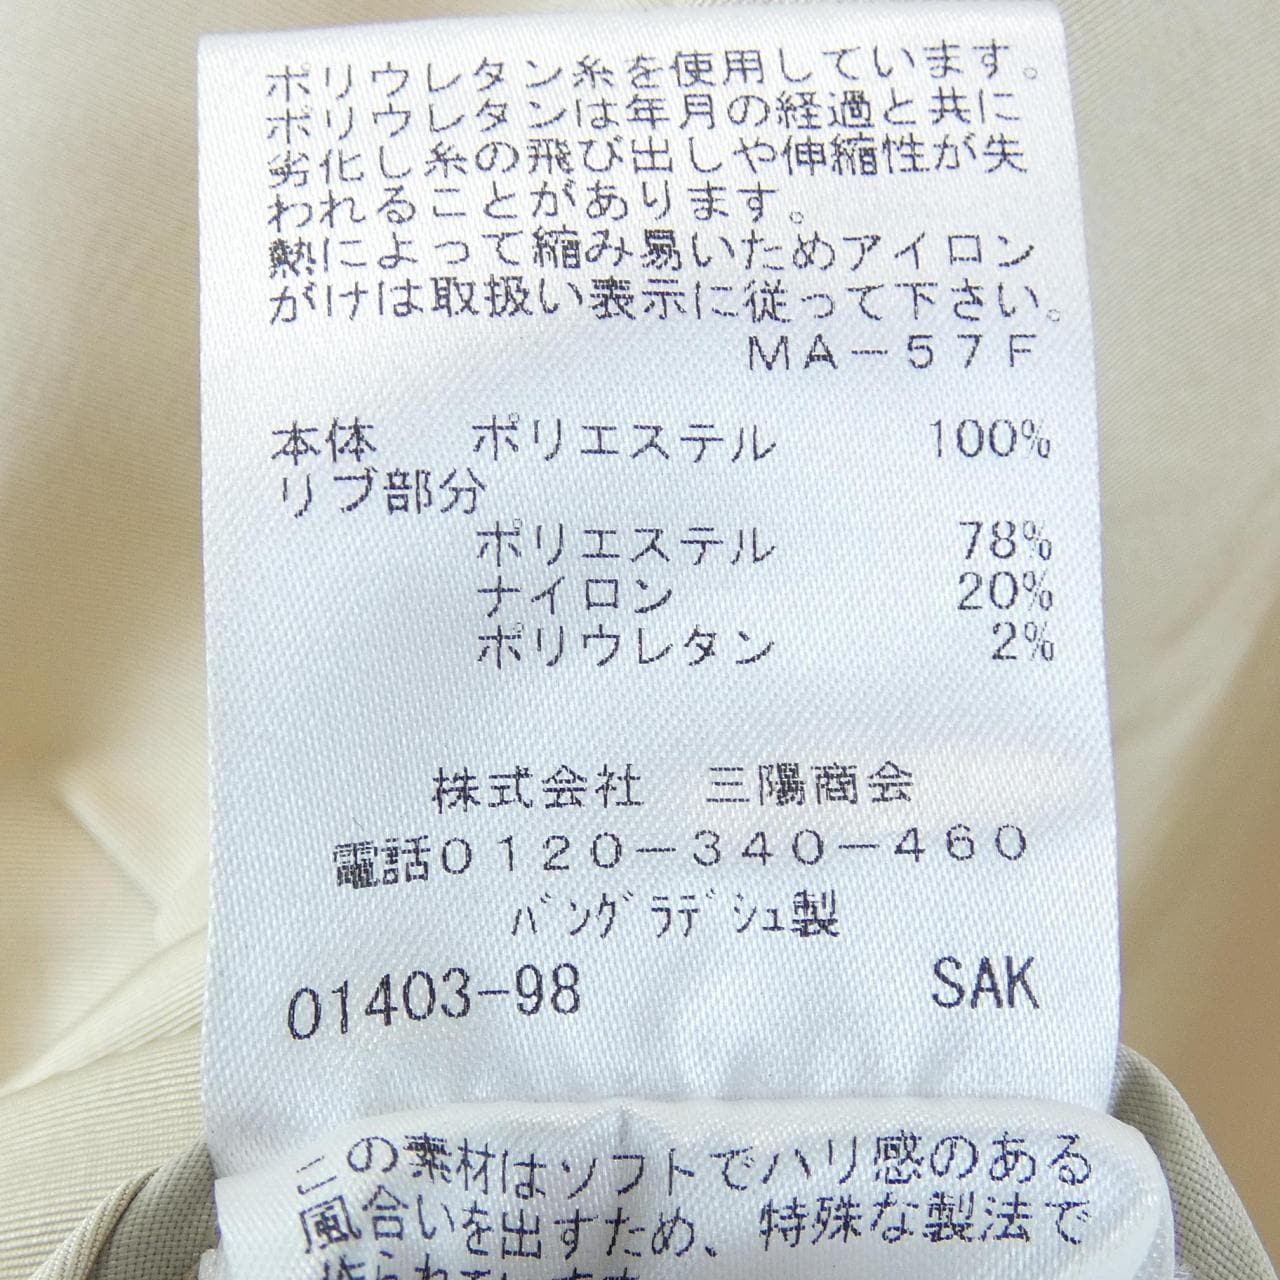 ポリウレタン糸を使用しています。
ポリウレタンは年月の経過と共に
劣化し糸の飛び出しや伸縮性が失
われることがあります。
熱によって縮み易いためアイロン
がけは取扱い表示に従って下さい。
ＭＡ－５７Ｆ
本体　ポリエステル　100%
リブ部分
ポリエステル　78%
ナイロン　20%
ポリウレタン　2%
株式会社　三陽商会
電話０１２０－３４０－４６０
ﾊﾞﾝｸﾞﾗﾃﾞｼｭ製
01403-98　SAK
この素材はソフトでハリ感のある
風合いを出すため、特殊な製法で